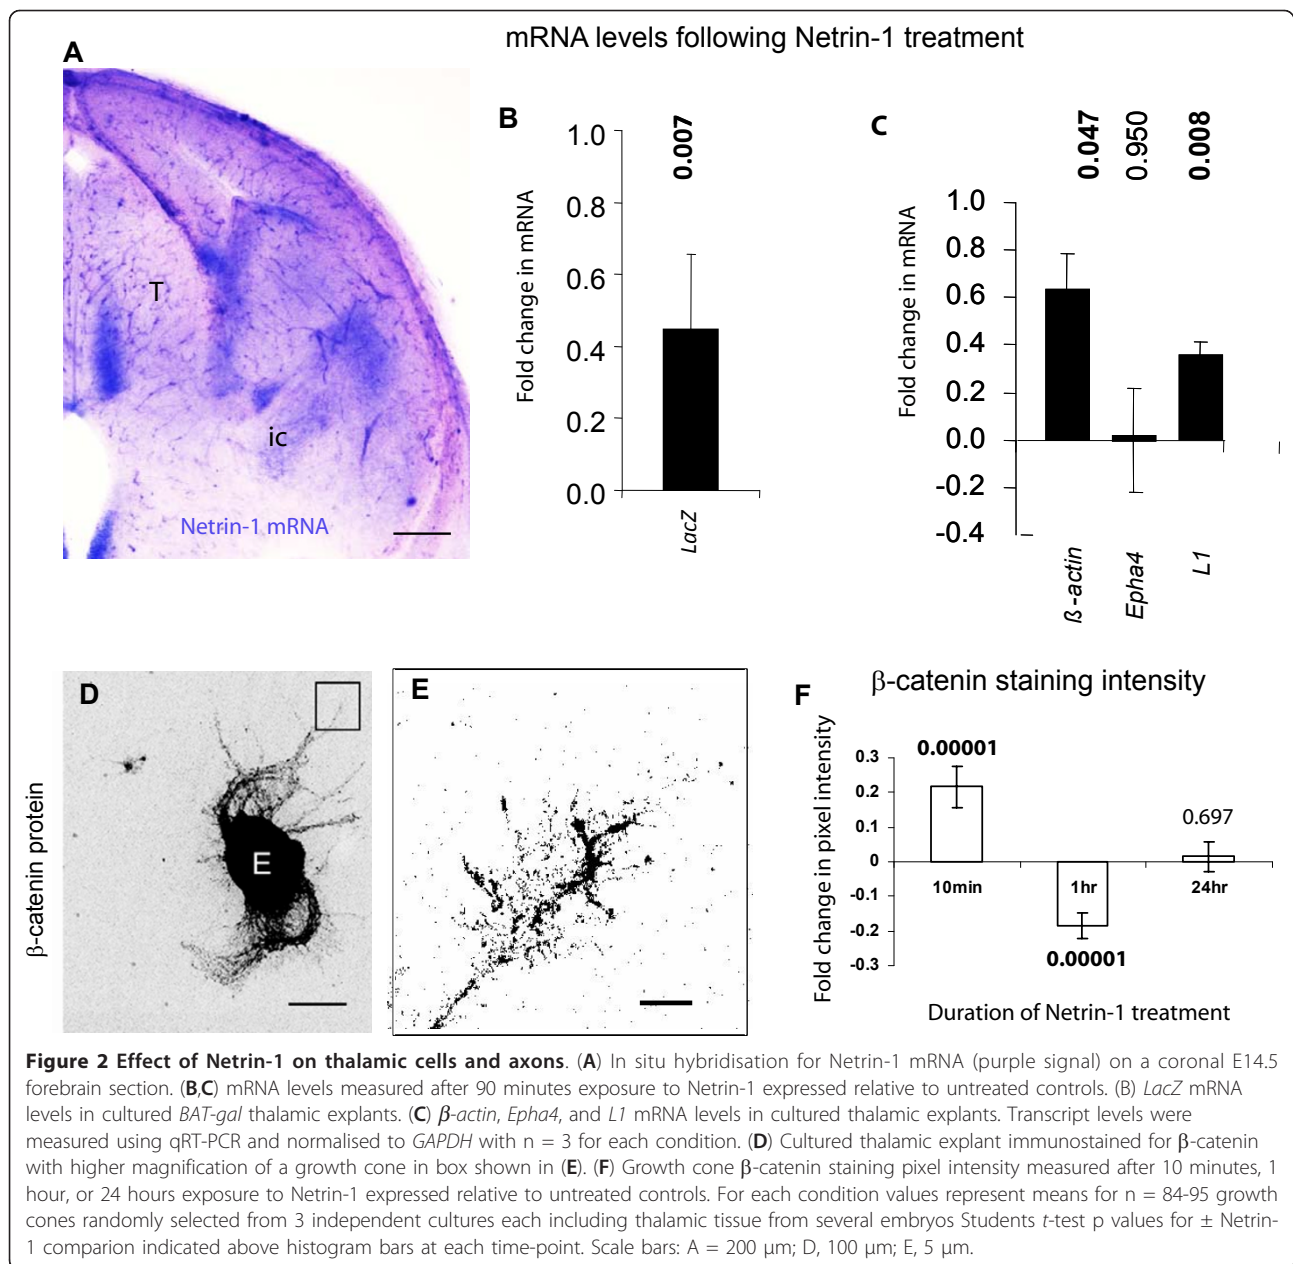 mRNA levels following Netrin-1 treatment
A
T
ic
Netrin-1 mRNA
B
0.007
Fold change in mRNA
1.0
0.8
0.6
0.4
0.2
0.0
LacZ
C
0.047
0.950
0.008
Fold change in mRNA
1.0
0.8
0.6
0.4
0.2
0.0
-0.2
-0.4
ß-actin
Epha4
L1
β-catenin protein
D
E
E
F
β-catenin staining intensity
Fold change in pixel intensity
0.3
0.2
0.1
0
-0.1
-0.2
-0.3
0.00001
0.697
10min
1hr
24hr
0.00001
Duration of Netrin-1 treatment
Figure 2 Effect of Netrin-1 on thalamic cells and axons. (A) In situ hybridisation for Netrin-1 mRNA (purple signal) on a coronal E14.5
forebrain section. (B,C) mRNA levels measured after 90 minutes exposure to Netrin-1 expressed relative to untreated controls. (B) LacZ mRNA
levels in cultured BAT-gal thalamic explants. (C) β-actin, Epha4, and L1 mRNA levels in cultured thalamic explants. Transcript levels were
measured using qRT-PCR and normalised to GAPDH with n = 3 for each condition. (D) Cultured thalamic explant immunostained for β-catenin
with higher magnification of a growth cone in box shown in (E). (F) Growth cone β-catenin staining pixel intensity measured after 10 minutes, 1
hour, or 24 hours exposure to Netrin-1 expressed relative to untreated controls. For each condition values represent means for n = 84-95 growth
cones randomly selected from 3 independent cultures each including thalamic tissue from several embryos Students t-test p values for ± Netrin-
1 comparion indicated above histogram bars at each time-point. Scale bars: A = 200 μm; D, 100 μm; E, 5 μm.